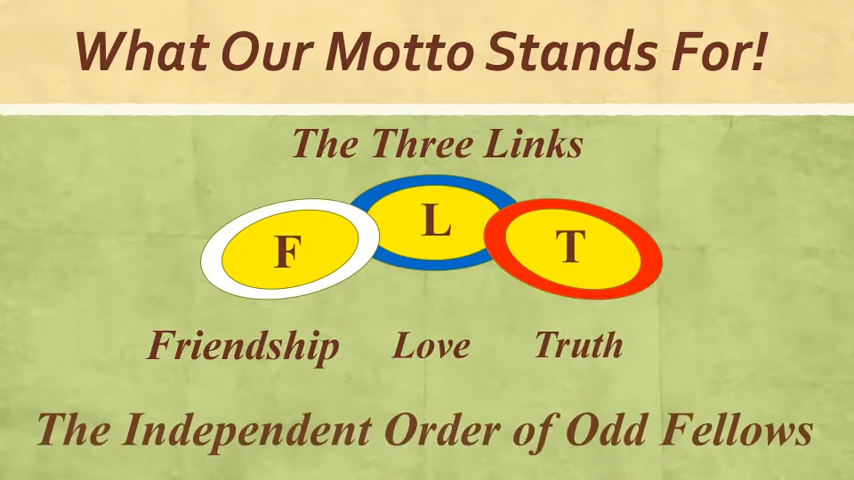 What Our Motto Stands For!
The Three Links
F L T
Friendship Love Truth
The Independent Order of Odd Fellows